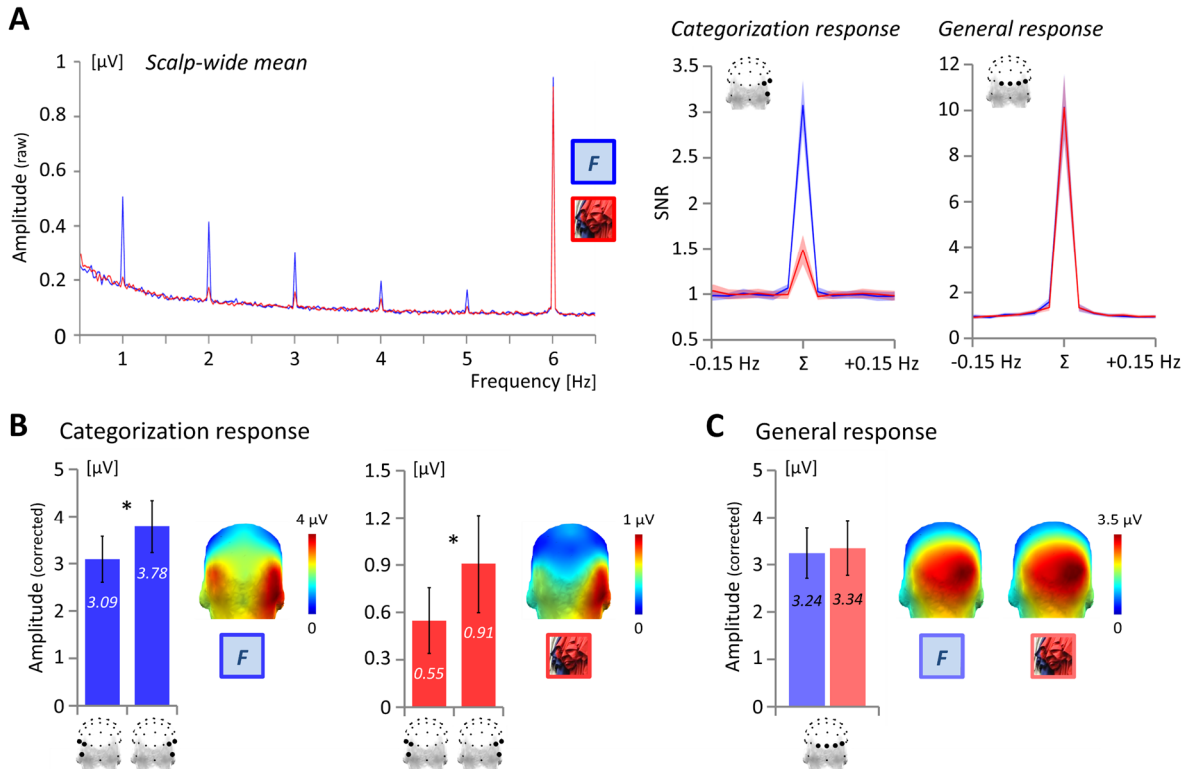 A
[µV] Scalp-wide mean
Amplitude (raw)
1
0.8
0.6
0.4
0.2
0
1 2 3 4 5 6
Frequency [Hz]
F
Categorization response
SNR
3.5
3
2.5
2
1.5
1
0.5
-0.15 Hz Σ +0.15 Hz
General response
12
10
8
6
4
2
0
-0.15 Hz Σ +0.15 Hz
B Categorization response
[µV]
Amplitude (corrected)
5
4
3
2
1
0
*
3.09
3.78
4 µV
0
F
[µV]
1.5
1.2
0.9
0.6
0.3
0
*
0.55
0.91
1 µV
0
C General response
[µV]
Amplitude (corrected)
5
4
3
2
1
0
3.24
3.34
3.5 µV
0
F